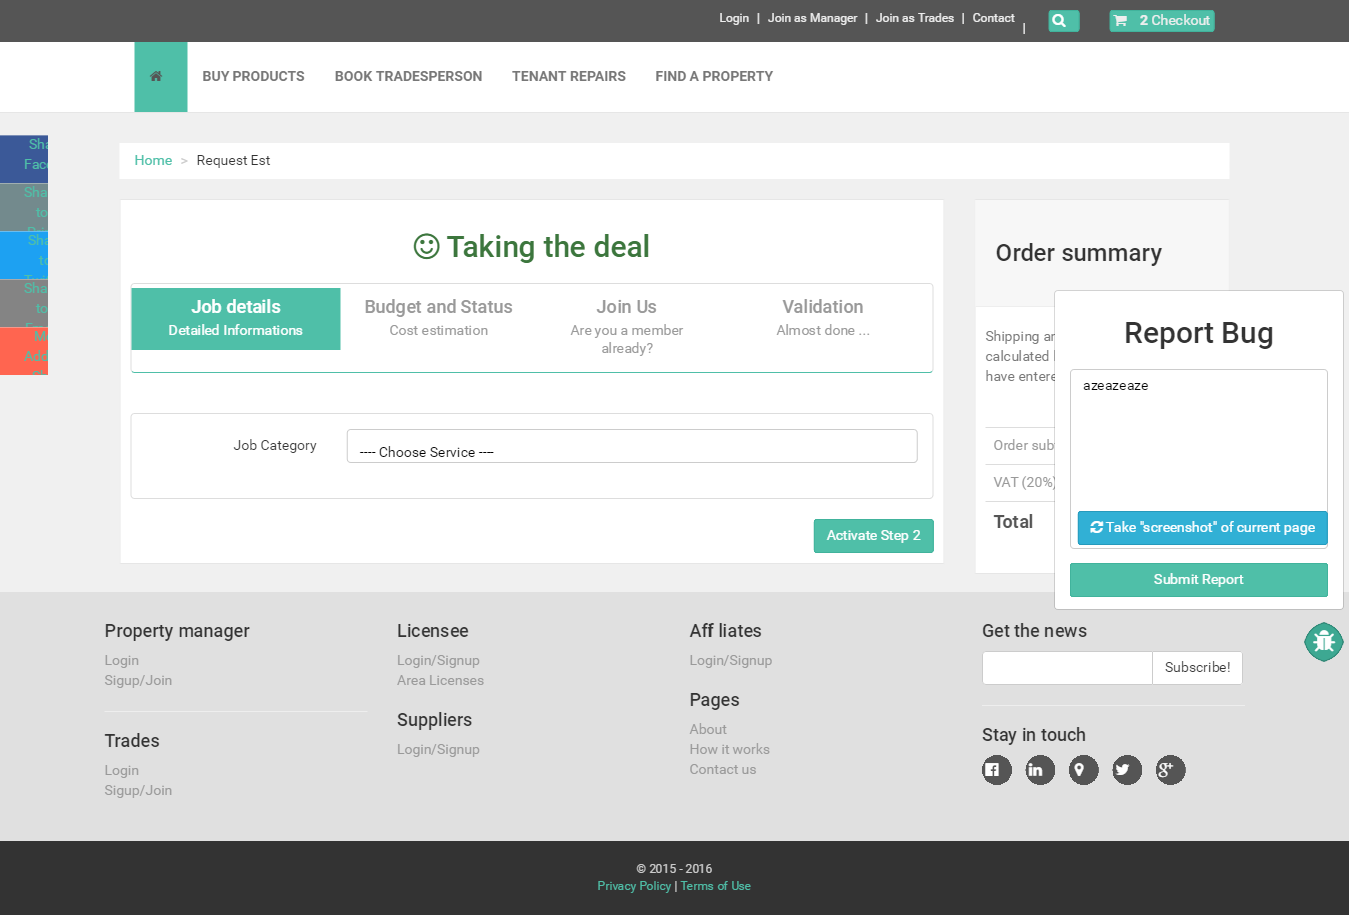 Login | Join as Manager | Join as Trades | Contact |
2 Checkout
BUY PRODUCTS BOOK TRADESPERSON TENANT REPAIRS FIND A PROPERTY
Home > Request Est
Sha
Face
Sha
to
Sha
to
Sha
to
M
Add
Taking the deal
Job details
Detailed Informations
Budget and Status
Cost estimation
Join Us
Are you a member
already?
Validation
Almost done ...
Job Category
---- Choose Service ----
Activate Step 2
Order summary
Shipping an
calculated
have entere
Order sub
VAT (20%)
Total
Report Bug
azeazeaze
Take "screenshot" of current page
Submit Report
Property manager
Login
Sigup/Join
Trades
Login
Sigup/Join
Licensee
Login/Signup
Area Licenses
Suppliers
Login/Signup
Aff liates
Login/Signup
Pages
About
How it works
Contact us
Get the news
Subscribe!
Stay in touch
© 2015 - 2016
Privacy Policy | Terms of Use